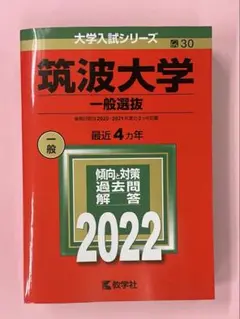 大学入試シリーズ
30
筑波大学
一般選抜
最近4カ年
一般
傾向と対策
過去問
解答
2022
教学社